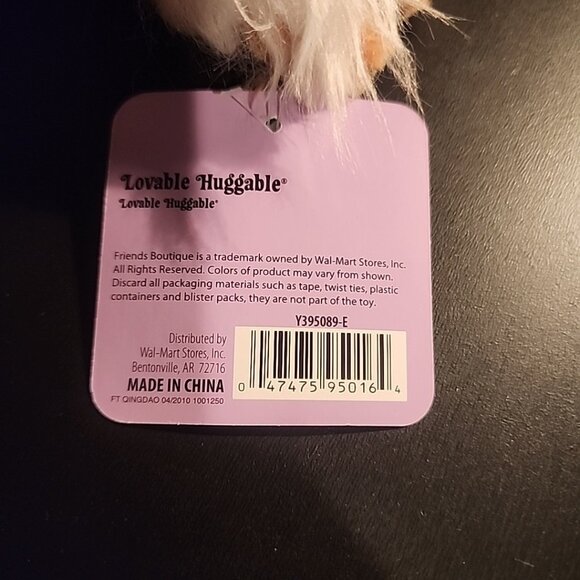 Lovable Huggable®
Lovable Huggable®
Friends Boutique is a trademark owned by Wal-Mart Stores, Inc.
All Rights Reserved. Colors of product may vary from shown.
Discard all packaging materials such as tape, twist ties, plastic
containers and blister packs, they are not part of the toy.
Y395089-E
Distributed by
Wal-Mart Stores, Inc.
Bentonville, AR 72716
MADE IN CHINA
FT QINGDAO 04/2010 1001250
0 47475 95016 4